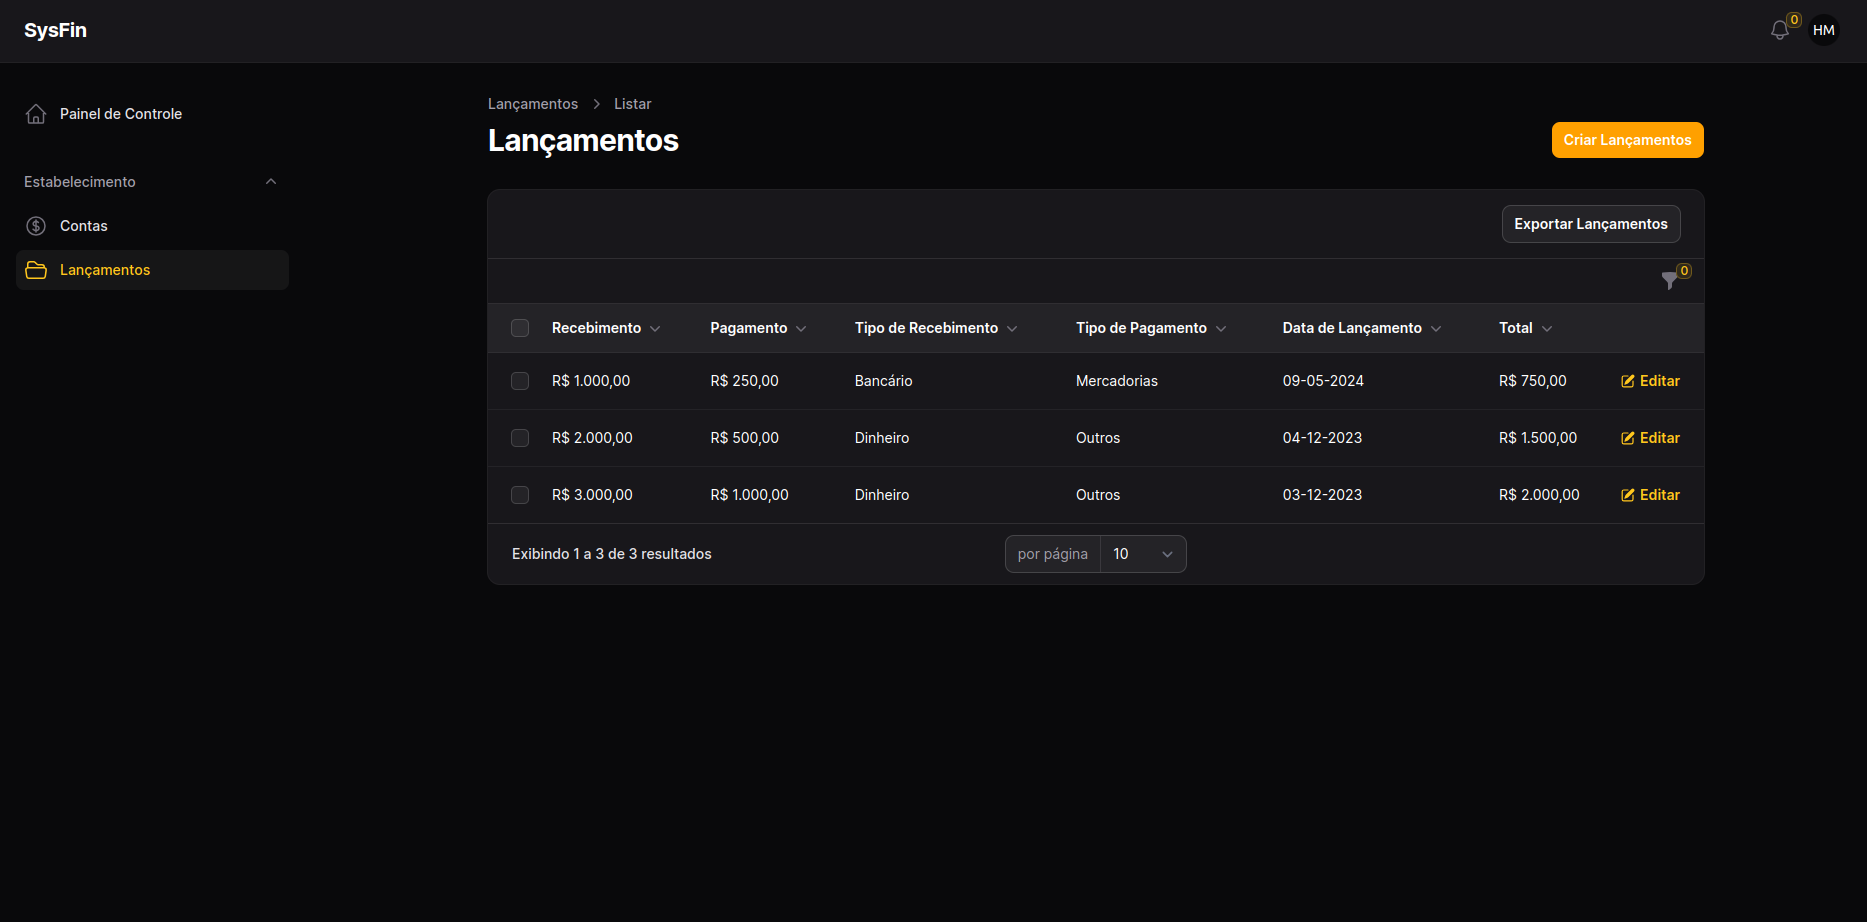 SysFin
0
HM
Painel de Controle
Estabelecimento
Contas
Lançamentos
Lançamentos > Listar
Lançamentos
Criar Lançamentos
Exportar Lançamentos
0
Recebimento Pagamento Tipo de Recebimento Tipo de Pagamento Data de Lançamento Total
R$ 1.000,00 R$ 250,00 Bancário Mercadorias 09-05-2024 R$ 750,00 Editar
R$ 2.000,00 R$ 500,00 Dinheiro Outros 04-12-2023 R$ 1.500,00 Editar
R$ 3.000,00 R$ 1.000,00 Dinheiro Outros 03-12-2023 R$ 2.000,00 Editar
Exibindo 1 a 3 de 3 resultados por página 10